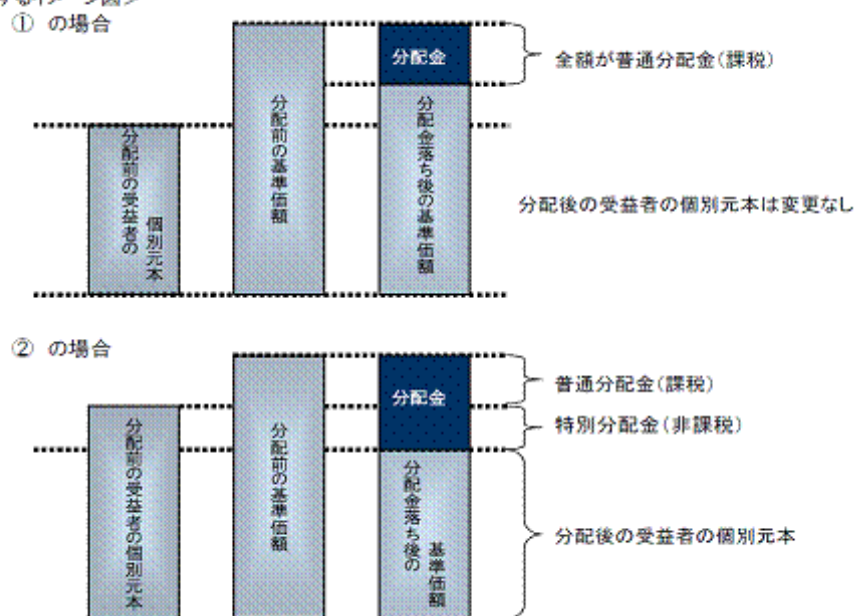 ① の場合
分配金
全額が普通分配金(課税)
分配前の受益者の
個別元本
分配前の基準価額
分配金落ち後の基準価額
分配後の受益者の個別元本は変更なし
② の場合
分配金
普通分配金(課税)
特別分配金(非課税)
分配前の受益者の個別元本
分配前の基準価額
分配金落ち後の
基準価額
分配後の受益者の個別元本